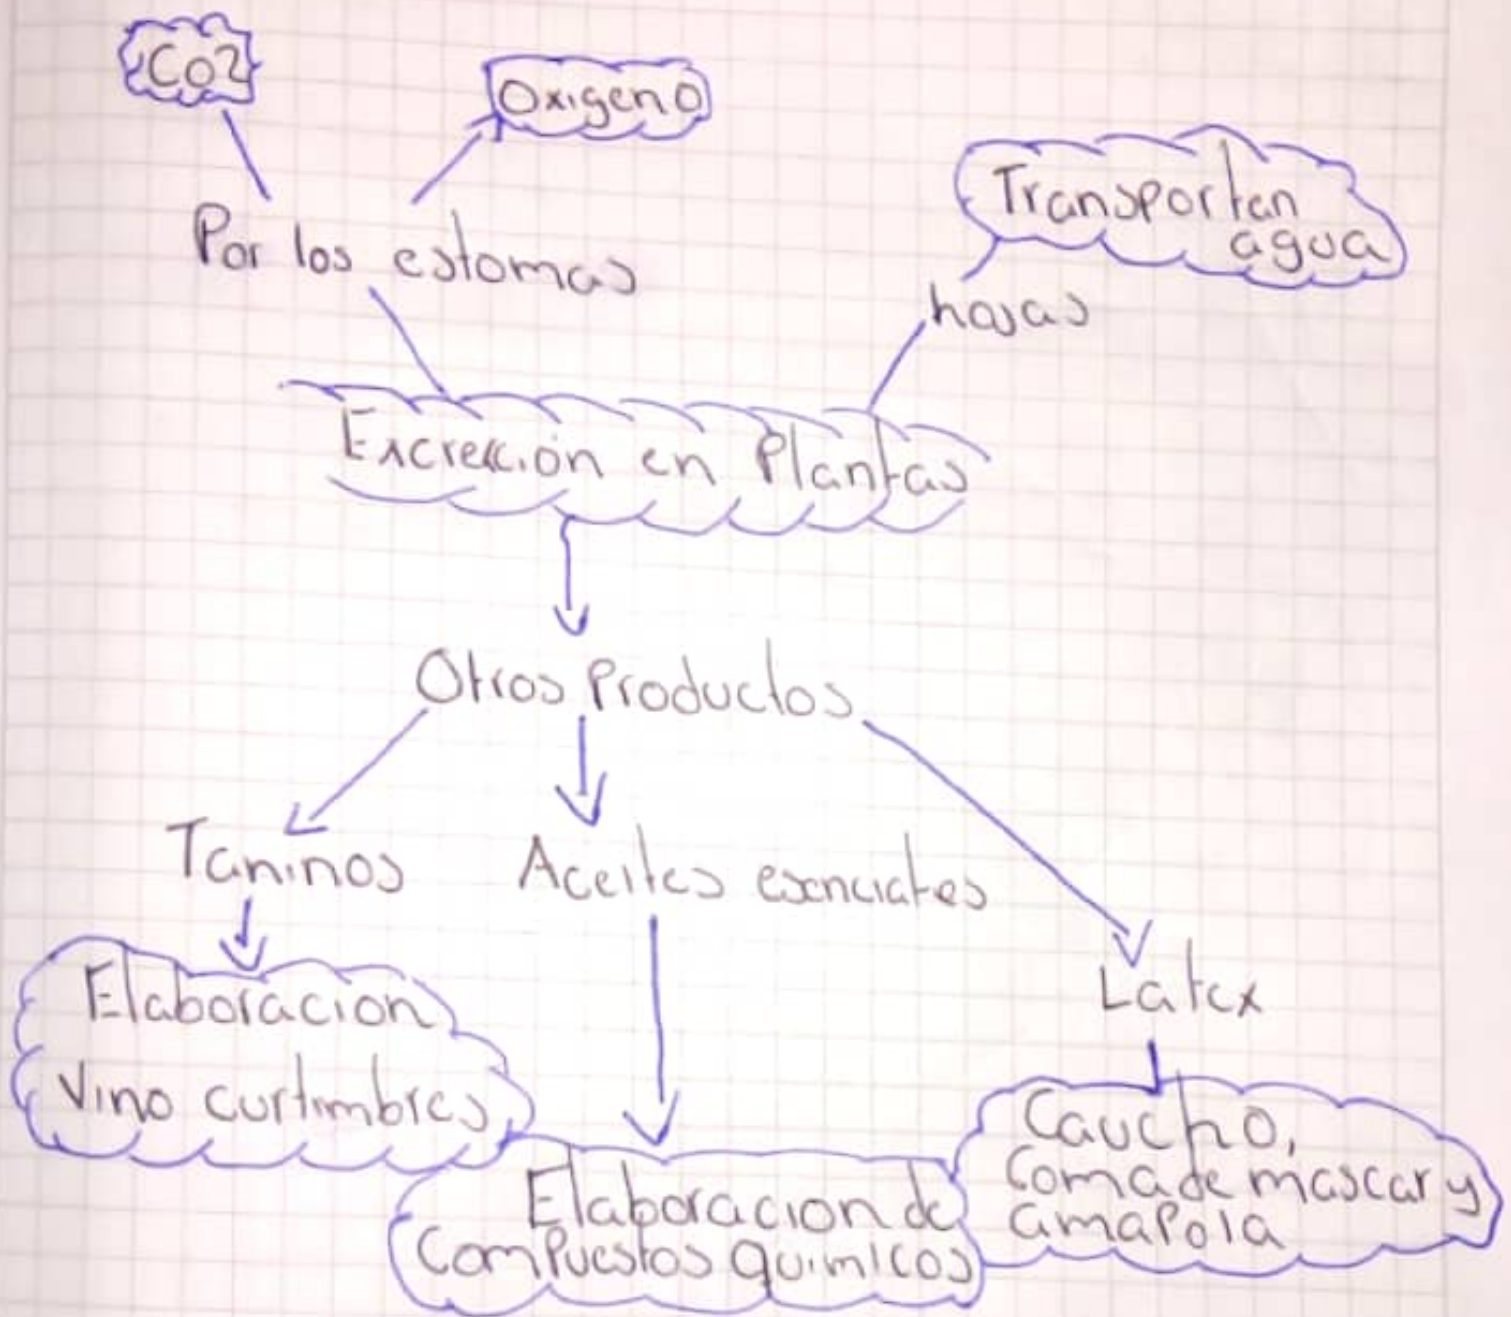 Co2
Oxigeno
Transportan
agua
Por los estomas
hojas
Excreción en Plantas
Otros Productos
Taninos
Aceites esenciales
Latex
Elaboracion
Vino curtimbres
Caucho,
Goma de mascar y
amapola
Elaboracion de
Compuestos quimicos